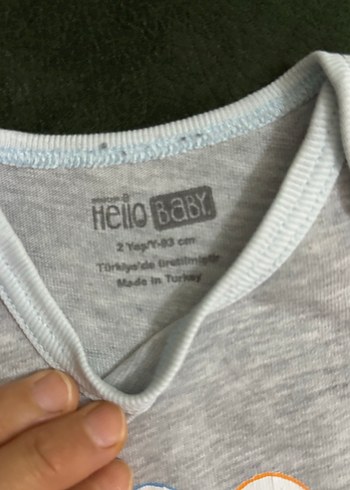 Hello BABY
2 Yaş/Y-93 cm
Türkiye'de üretilmiştir
Made in Turkey